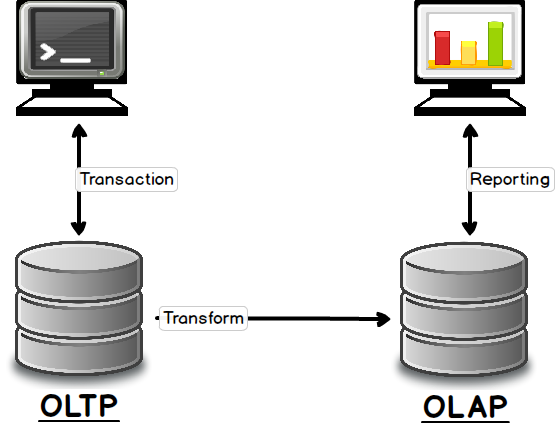 Transaction
Reporting
Transform
OLTP
OLAP